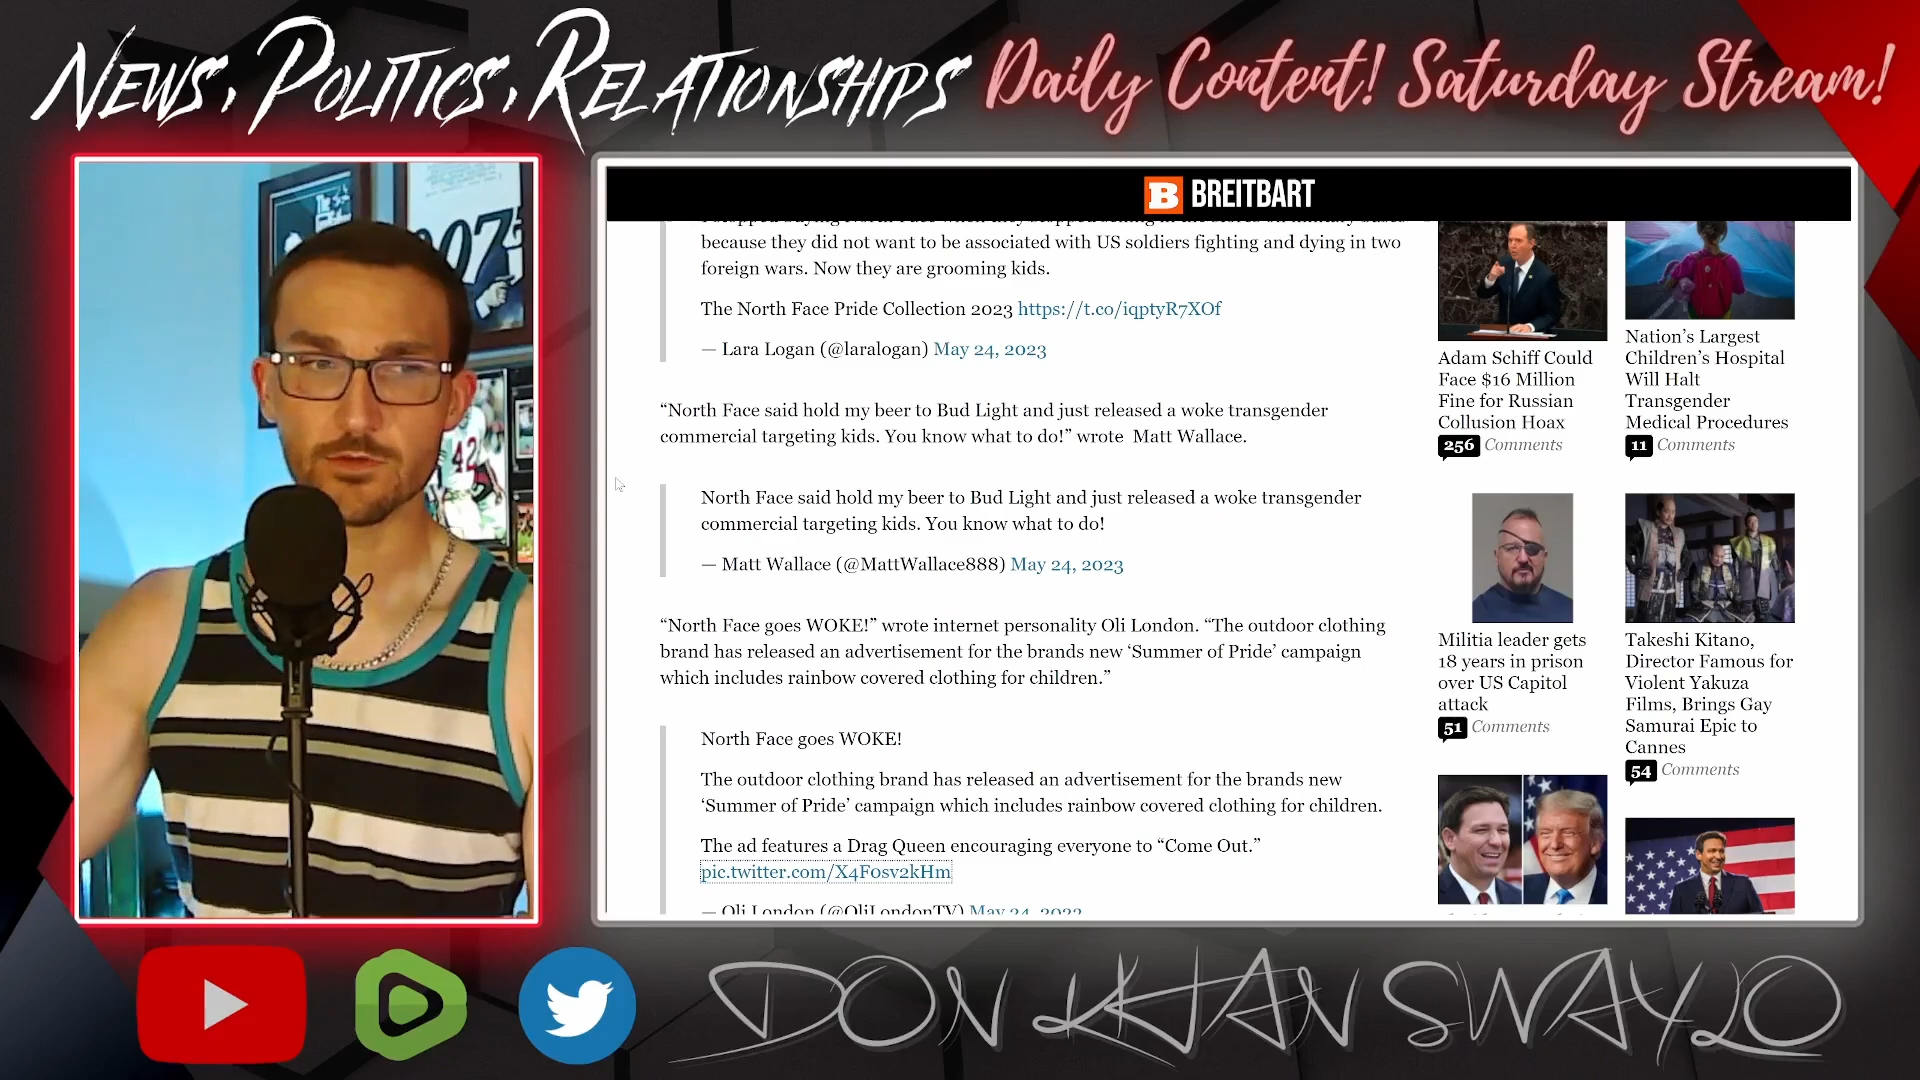 News, Politics, Relationships Daily Content! Saturday Stream!
007
The
42
B BREITBART
because they did not want to be associated with US soldiers fighting and dying in two
foreign wars. Now they are grooming kids.
The North Face Pride Collection 2023 https://t.co/iqptyR7XOf
— Lara Logan (@laralogan) May 24, 2023
“North Face said hold my beer to Bud Light and just released a woke transgender
commercial targeting kids. You know what to do!” wrote Matt Wallace.
North Face said hold my beer to Bud Light and just released a woke transgender
commercial targeting kids. You know what to do!
— Matt Wallace (@MattWallace888) May 24, 2023
“North Face goes WOKE!” wrote internet personality Oli London. “The outdoor clothing
brand has released an advertisement for the brands new ‘Summer of Pride’ campaign
which includes rainbow covered clothing for children.”
North Face goes WOKE!
The outdoor clothing brand has released an advertisement for the brands new
‘Summer of Pride’ campaign which includes rainbow covered clothing for children.
The ad features a Drag Queen encouraging everyone to “Come Out.”
pic.twitter.com/X4F0sv2kHm
— Oli London (@OliLondonTV) May 24, 2023
Adam Schiff Could
Face $16 Million
Fine for Russian
Collusion Hoax
256 Comments
Militia leader gets
18 years in prison
over US Capitol
attack
51 Comments
Nation’s Largest
Children’s Hospital
Will Halt
Transgender
Medical Procedures
11 Comments
Takeshi Kitano,
Director Famous for
Violent Yakuza
Films, Brings Gay
Samurai Epic to
Cannes
54 Comments
DON KHAN SWAYLO